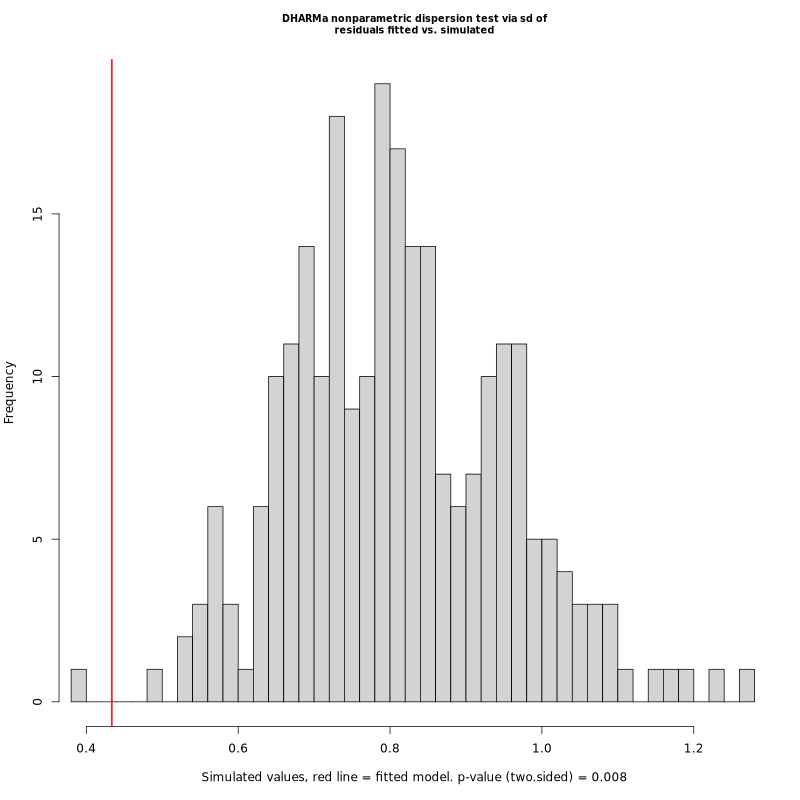 DHARMa nonparametric dispersion test via sd of
residuals fitted vs. simulated
Frequency
15
10
5
0
0.4 0.6 0.8 1.0 1.2
Simulated values, red line = fitted model. p-value (two.sided) = 0.008